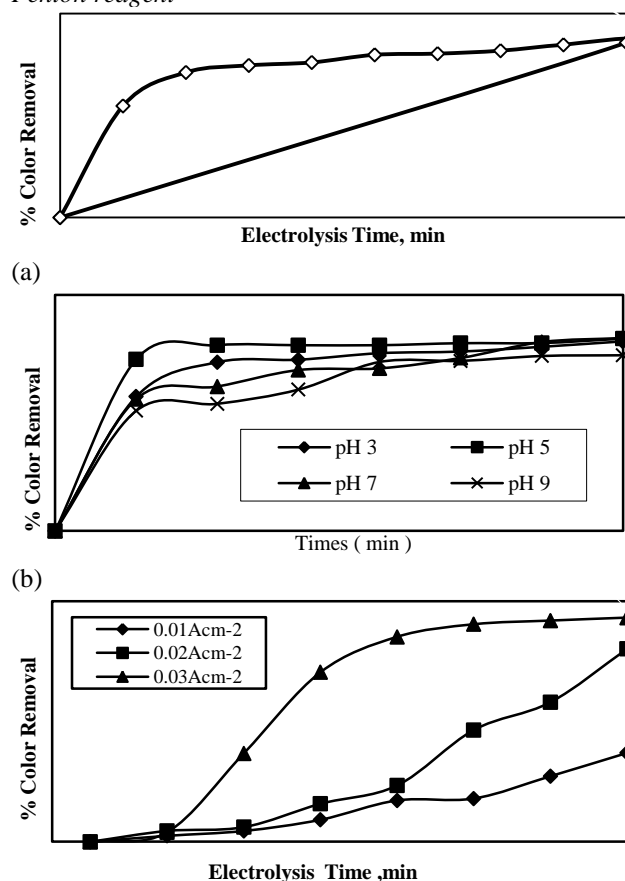 Fenton reagent
% Color Removal
Electrolysis Time, min
(a)
% Color Removal
pH 3
pH 5
pH 7
pH 9
Times ( min )
(b)
0.01Acm-2
0.02Acm-2
0.03Acm-2
% Color Removal
Electrolysis Time ,min